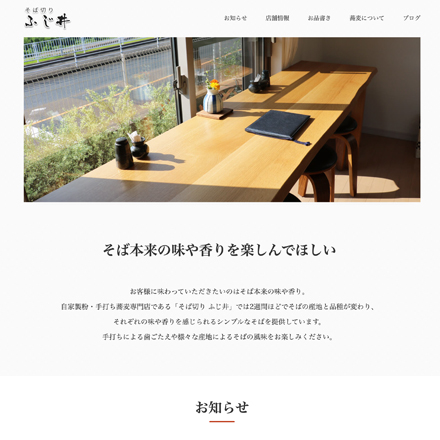 そば切り
ふじ井
お知らせ 店舗情報 お品書き 蕎麦について ブログ
そば本来の味や香りを楽しんでほしい
お客様に味わっていただきたいのはそば本来の味や香り。
自家製粉・手打ち蕎麦専門店である「そば切り ふじ井」では2週間ほどでそばの産地と品種が変わり、
それぞれの味や香りを感じられるシンプルなそばを提供しています。
手打ちによる歯ごたえや様々な産地によるそばの風味をお楽しみください。
お知らせ